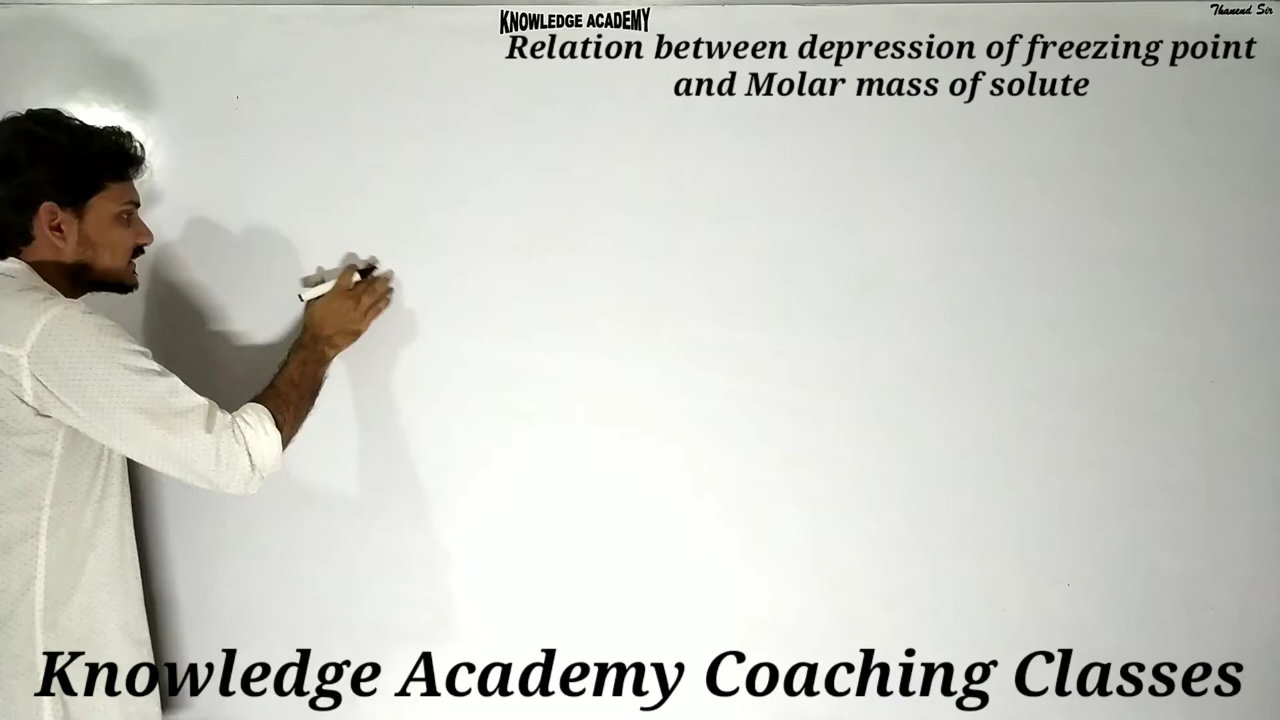 KNOWLEDGE ACADEMY
Thanend Sir
Relation between depression of freezing point
and Molar mass of solute
Knowledge Academy Coaching Classes